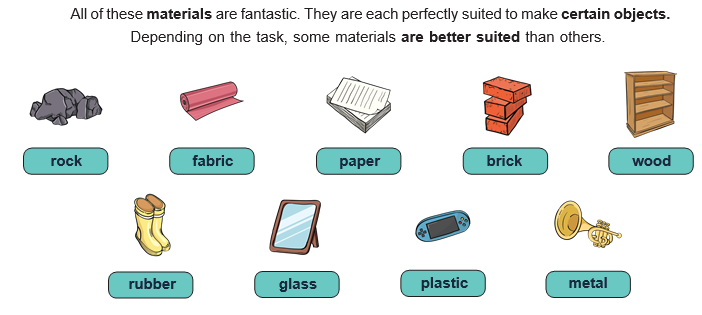 All of these materials are fantastic. They are each perfectly suited to make certain objects.
Depending on the task, some materials are better suited than others.
rock
fabric
paper
brick
wood
rubber
glass
plastic
metal